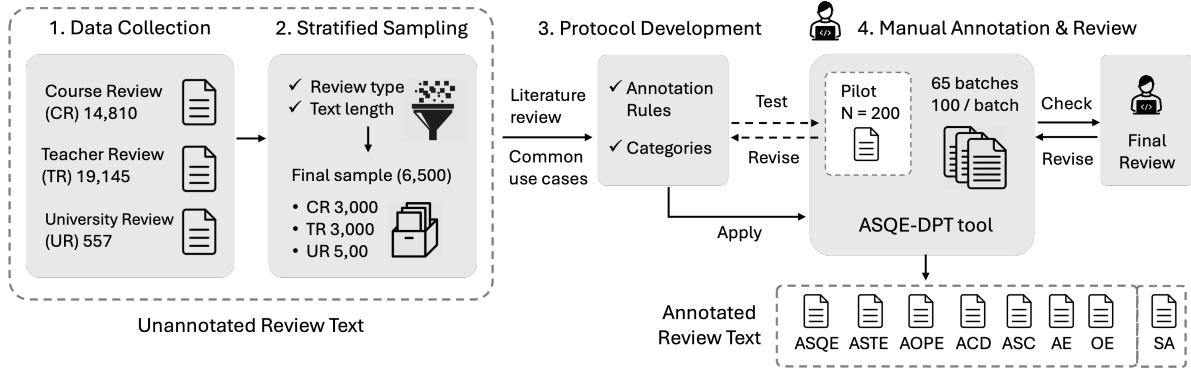 1. Data Collection
Course Review
(CR) 14,810
Teacher Review
(TR) 19,145
University Review
(UR) 557
2. Stratified Sampling
✓ Review type
✓ Text length
Final sample (6,500)
• CR 3,000
• TR 3,000
• UR 5,00
Unannotated Review Text
Literature
review
Common
use cases
3. Protocol Development
✓ Annotation
Rules
✓ Categories
Test
Revise
Apply
4. Manual Annotation & Review
Pilot
N = 200
65 batches
100 / batch
ASQE-DPT tool
Check
Revise
Final
Review
Annotated
Review Text
ASQE
ASTE
AOPE
ACD
ASC
AE
OE
SA